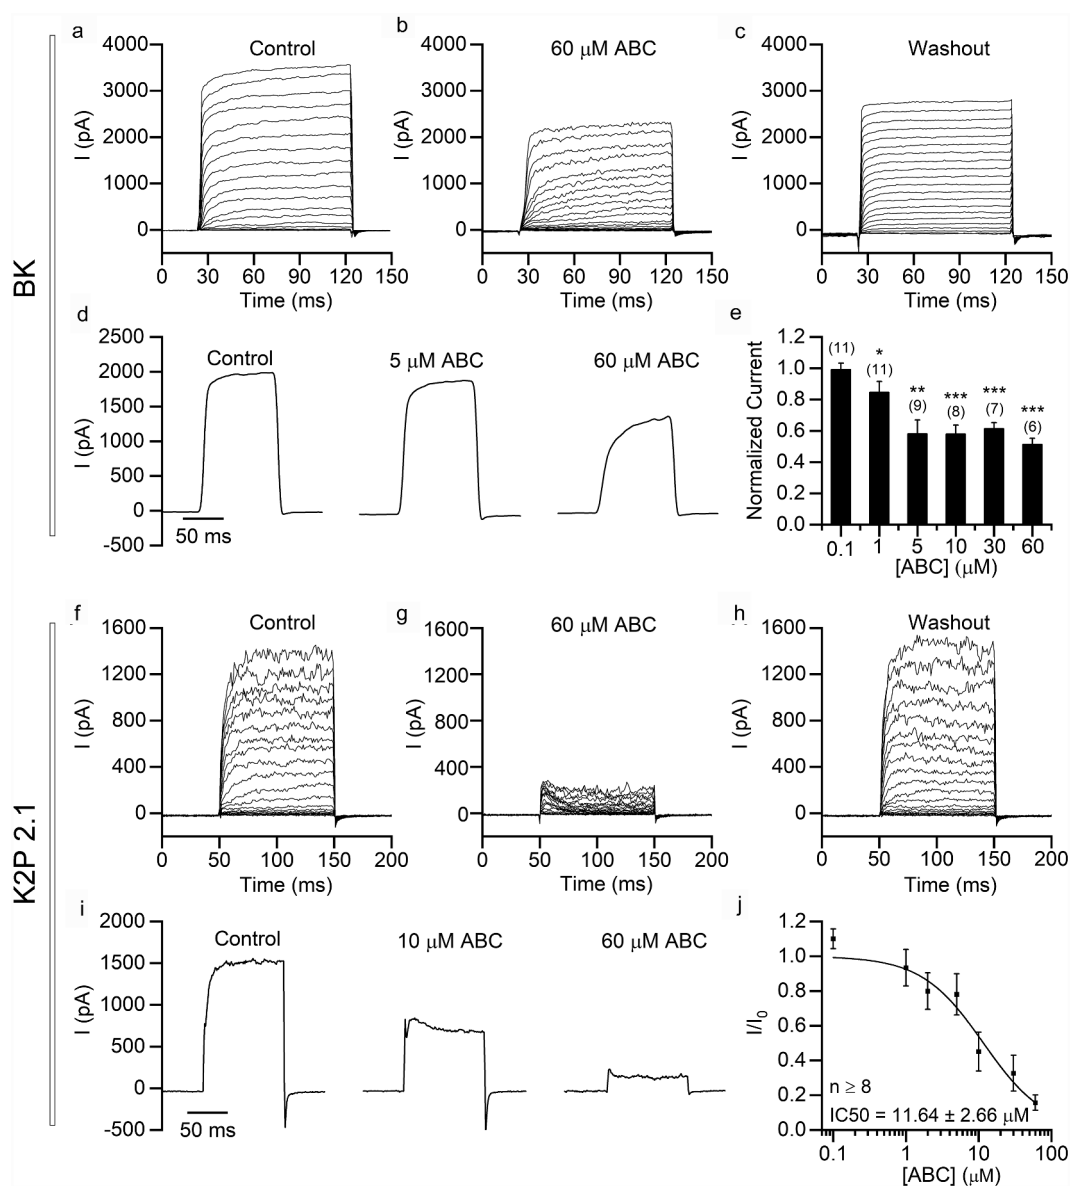 BK
a
Control
I (pA)
4000
3000
2000
1000
0
0 30 60 90 120 150
Time (ms)
b
60 μM ABC
I (pA)
4000
3000
2000
1000
0
0 30 60 90 120 150
Time (ms)
c
Washout
I (pA)
4000
3000
2000
1000
0
0 30 60 90 120 150
Time (ms)
d
Control
5 μM ABC
60 μM ABC
I (pA)
2500
2000
1500
1000
500
0
-500
50 ms
e
Normalized Current
1.2
1.0
0.8
0.6
0.4
0.2
0.0
(11)
*
(11)
**
(9)
***
(8)
***
(7)
***
(6)
0.1 1 5 10 30 60
[ABC] (μM)
K2P 2.1
f
Control
I (pA)
1600
1200
800
400
0
0 50 100 150 200
Time (ms)
g
60 μM ABC
I (pA)
1600
1200
800
400
0
0 50 100 150 200
Time (ms)
h
Washout
I (pA)
1600
1200
800
400
0
0 50 100 150 200
Time (ms)
i
Control
10 μM ABC
60 μM ABC
I (pA)
2000
1500
1000
500
0
-500
50 ms
j
I/I0
1.2
1.0
0.8
0.6
0.4
0.2
0.0
n ≥ 8
IC50 = 11.64 ± 2.66 μM
0.1 1 10 100
[ABC] (μM)